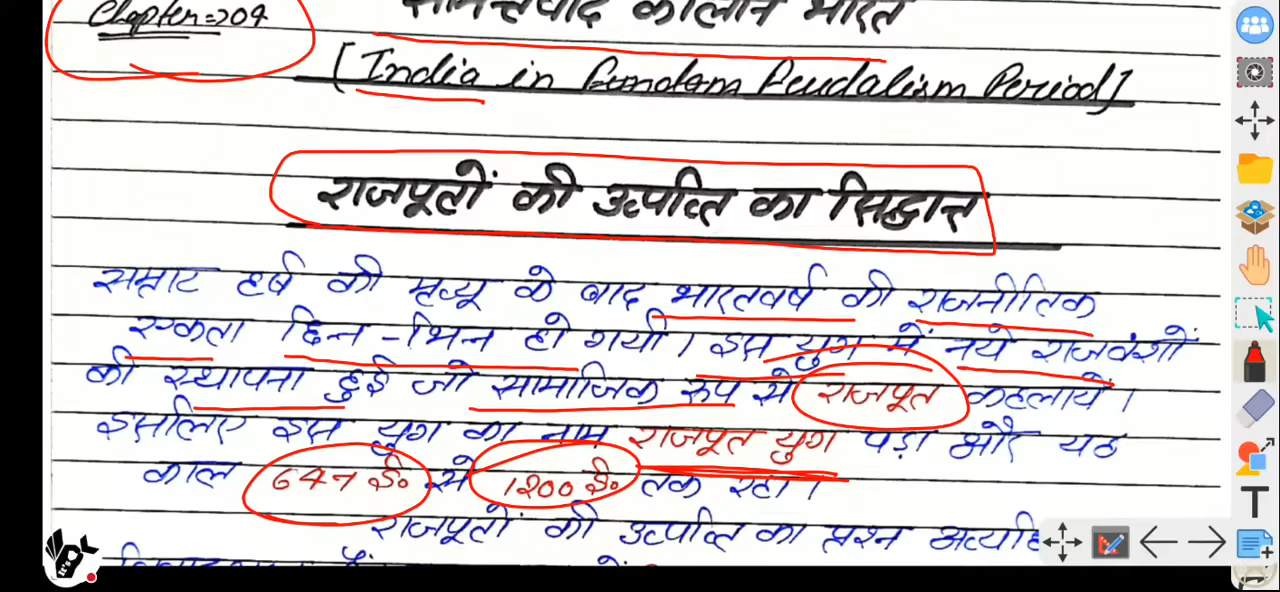 Chapter=>04
सामन्तवाद कालीन भारत
[India in Feudalism Period]
राजपूतों की उत्पत्ति का सिद्धान्त
सम्राट हर्ष की मृत्यू के बाद भारतवर्ष की राजनीतिक
एकता छिन्न-भिन्न हो गयी। इस युग में नये राजवंशों
की स्थापना हुई जो सामाजिक रुप से राजपूत कहलाये।
इसलिए इस युग का नाम राजपूत युग पड़ा और यह
काल 647 ई० से 1200 ई० तक रहा।
राजपूतों की उत्पत्ति का प्रश्न
T